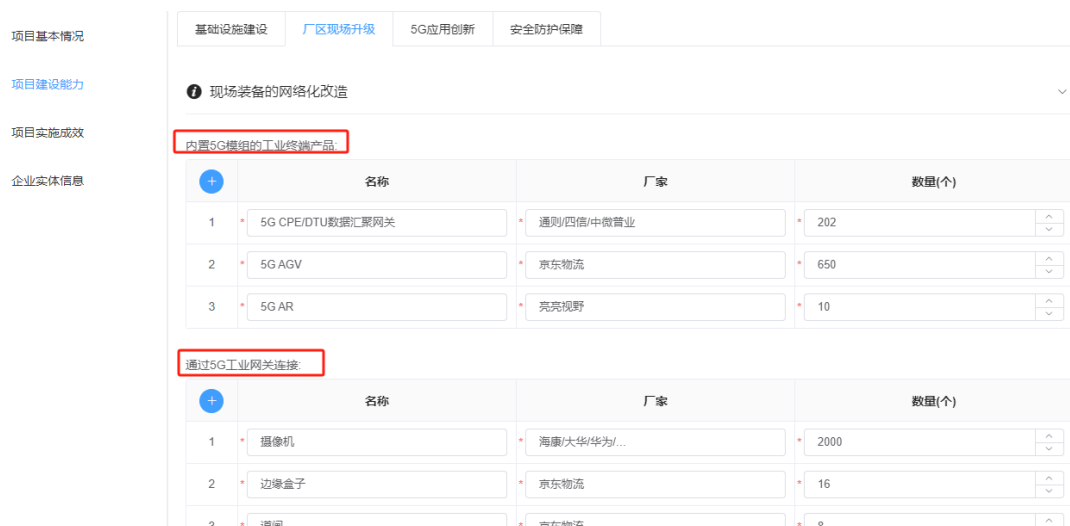 基础设施建设 厂区现场升级 5G应用创新 安全防护保障
项目基本情况
项目建设能力
项目实施成效
企业实体信息
现场装备的网络化改造
内置5G模组的工业终端产品:
名称 厂家 数量(个)
1 * 5G CPE/DTU数据汇聚网关 * 通则/四信/中微普业 * 202
2 * 5G AGV * 京东物流 * 650
3 * 5G AR * 亮亮视野 * 10
通过5G工业网关连接:
名称 厂家 数量(个)
1 * 摄像机 * 海康/大华/华为/... * 2000
2 * 边缘盒子 * 京东物流 * 16
3 * 道闸 * 京东物流 * 8